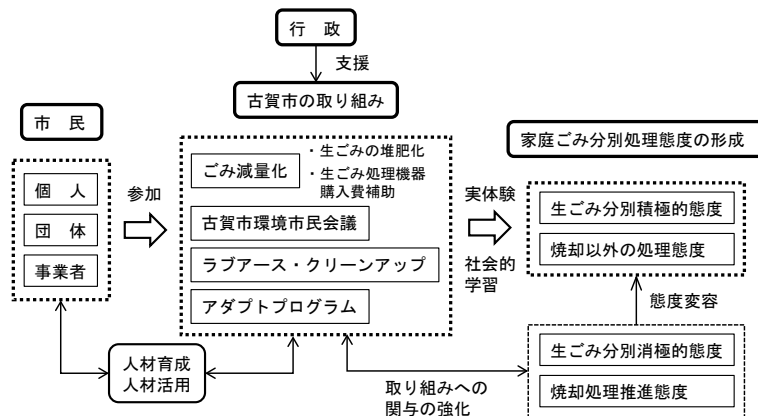 行　政
支援
古賀市の取り組み
市　民
家庭ごみ分別処理態度の形成
個　人
団　体
事業者
参加
ごみ減量化
・生ごみの堆肥化
・生ごみ処理機器
購入費補助
古賀市環境市民会議
ラブアース・クリーンアップ
アダプトプログラム
実体験
社会的
学習
生ごみ分別積極的態度
焼却以外の処理態度
態度変容
人材育成
人材活用
取り組みへの
関与の強化
生ごみ分別消極的態度
焼却処理推進態度